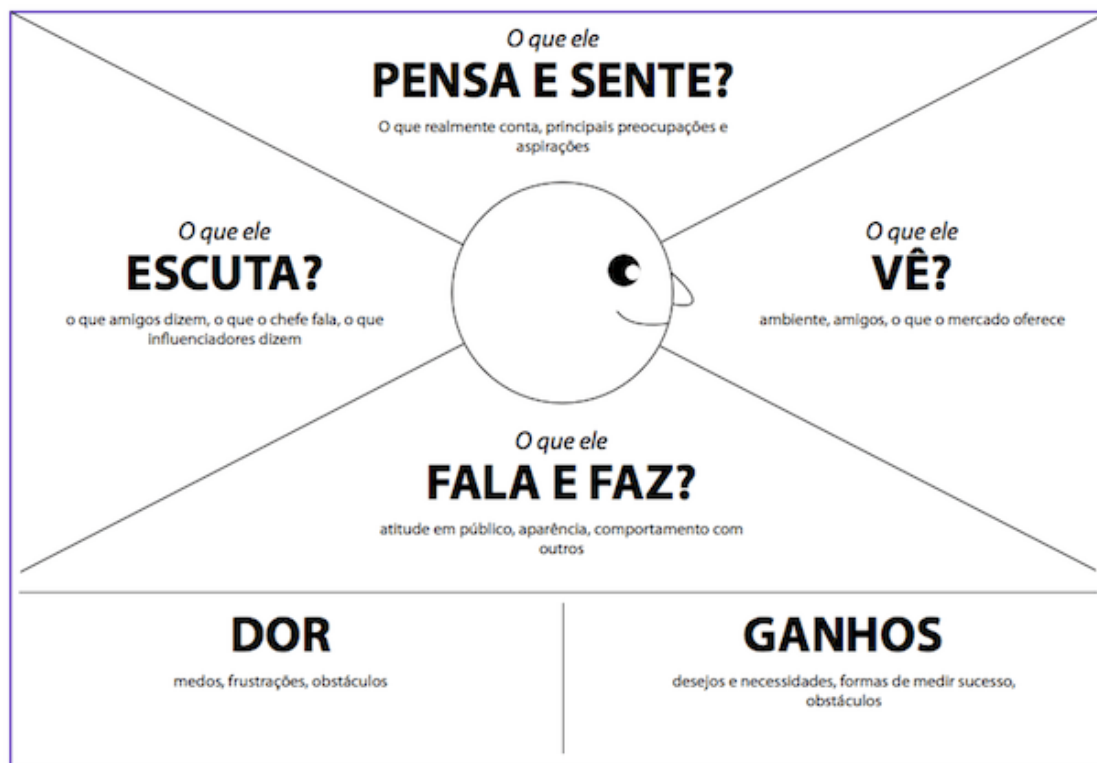 O que ele
PENSA E SENTE?
O que realmente conta, principais preocupações e
aspirações
O que ele
ESCUTA?
o que amigos dizem, o que o chefe fala, o que
influenciadores dizem
O que ele
VÊ?
ambiente, amigos, o que o mercado oferece
O que ele
FALA E FAZ?
atitude em público, aparência, comportamento com
outros
DOR
medos, frustrações, obstáculos
GANHOS
desejos e necessidades, formas de medir sucesso,
obstáculos